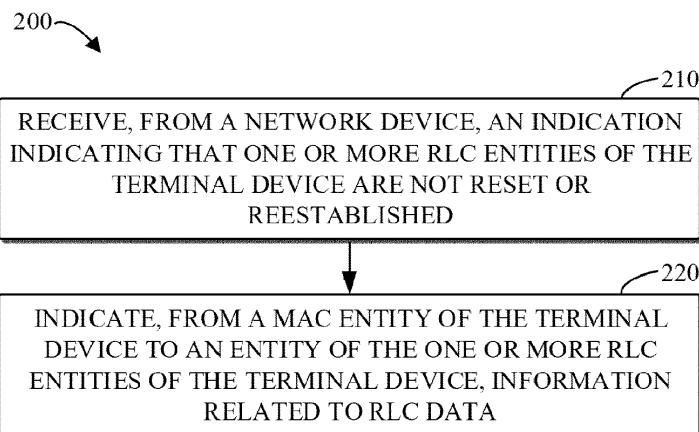 200
210
RECEIVE, FROM A NETWORK DEVICE, AN INDICATION
INDICATING THAT ONE OR MORE RLC ENTITIES OF THE
TERMINAL DEVICE ARE NOT RESET OR
REESTABLISHED
220
INDICATE, FROM A MAC ENTITY OF THE TERMINAL
DEVICE TO AN ENTITY OF THE ONE OR MORE RLC
ENTITIES OF THE TERMINAL DEVICE, INFORMATION
RELATED TO RLC DATA